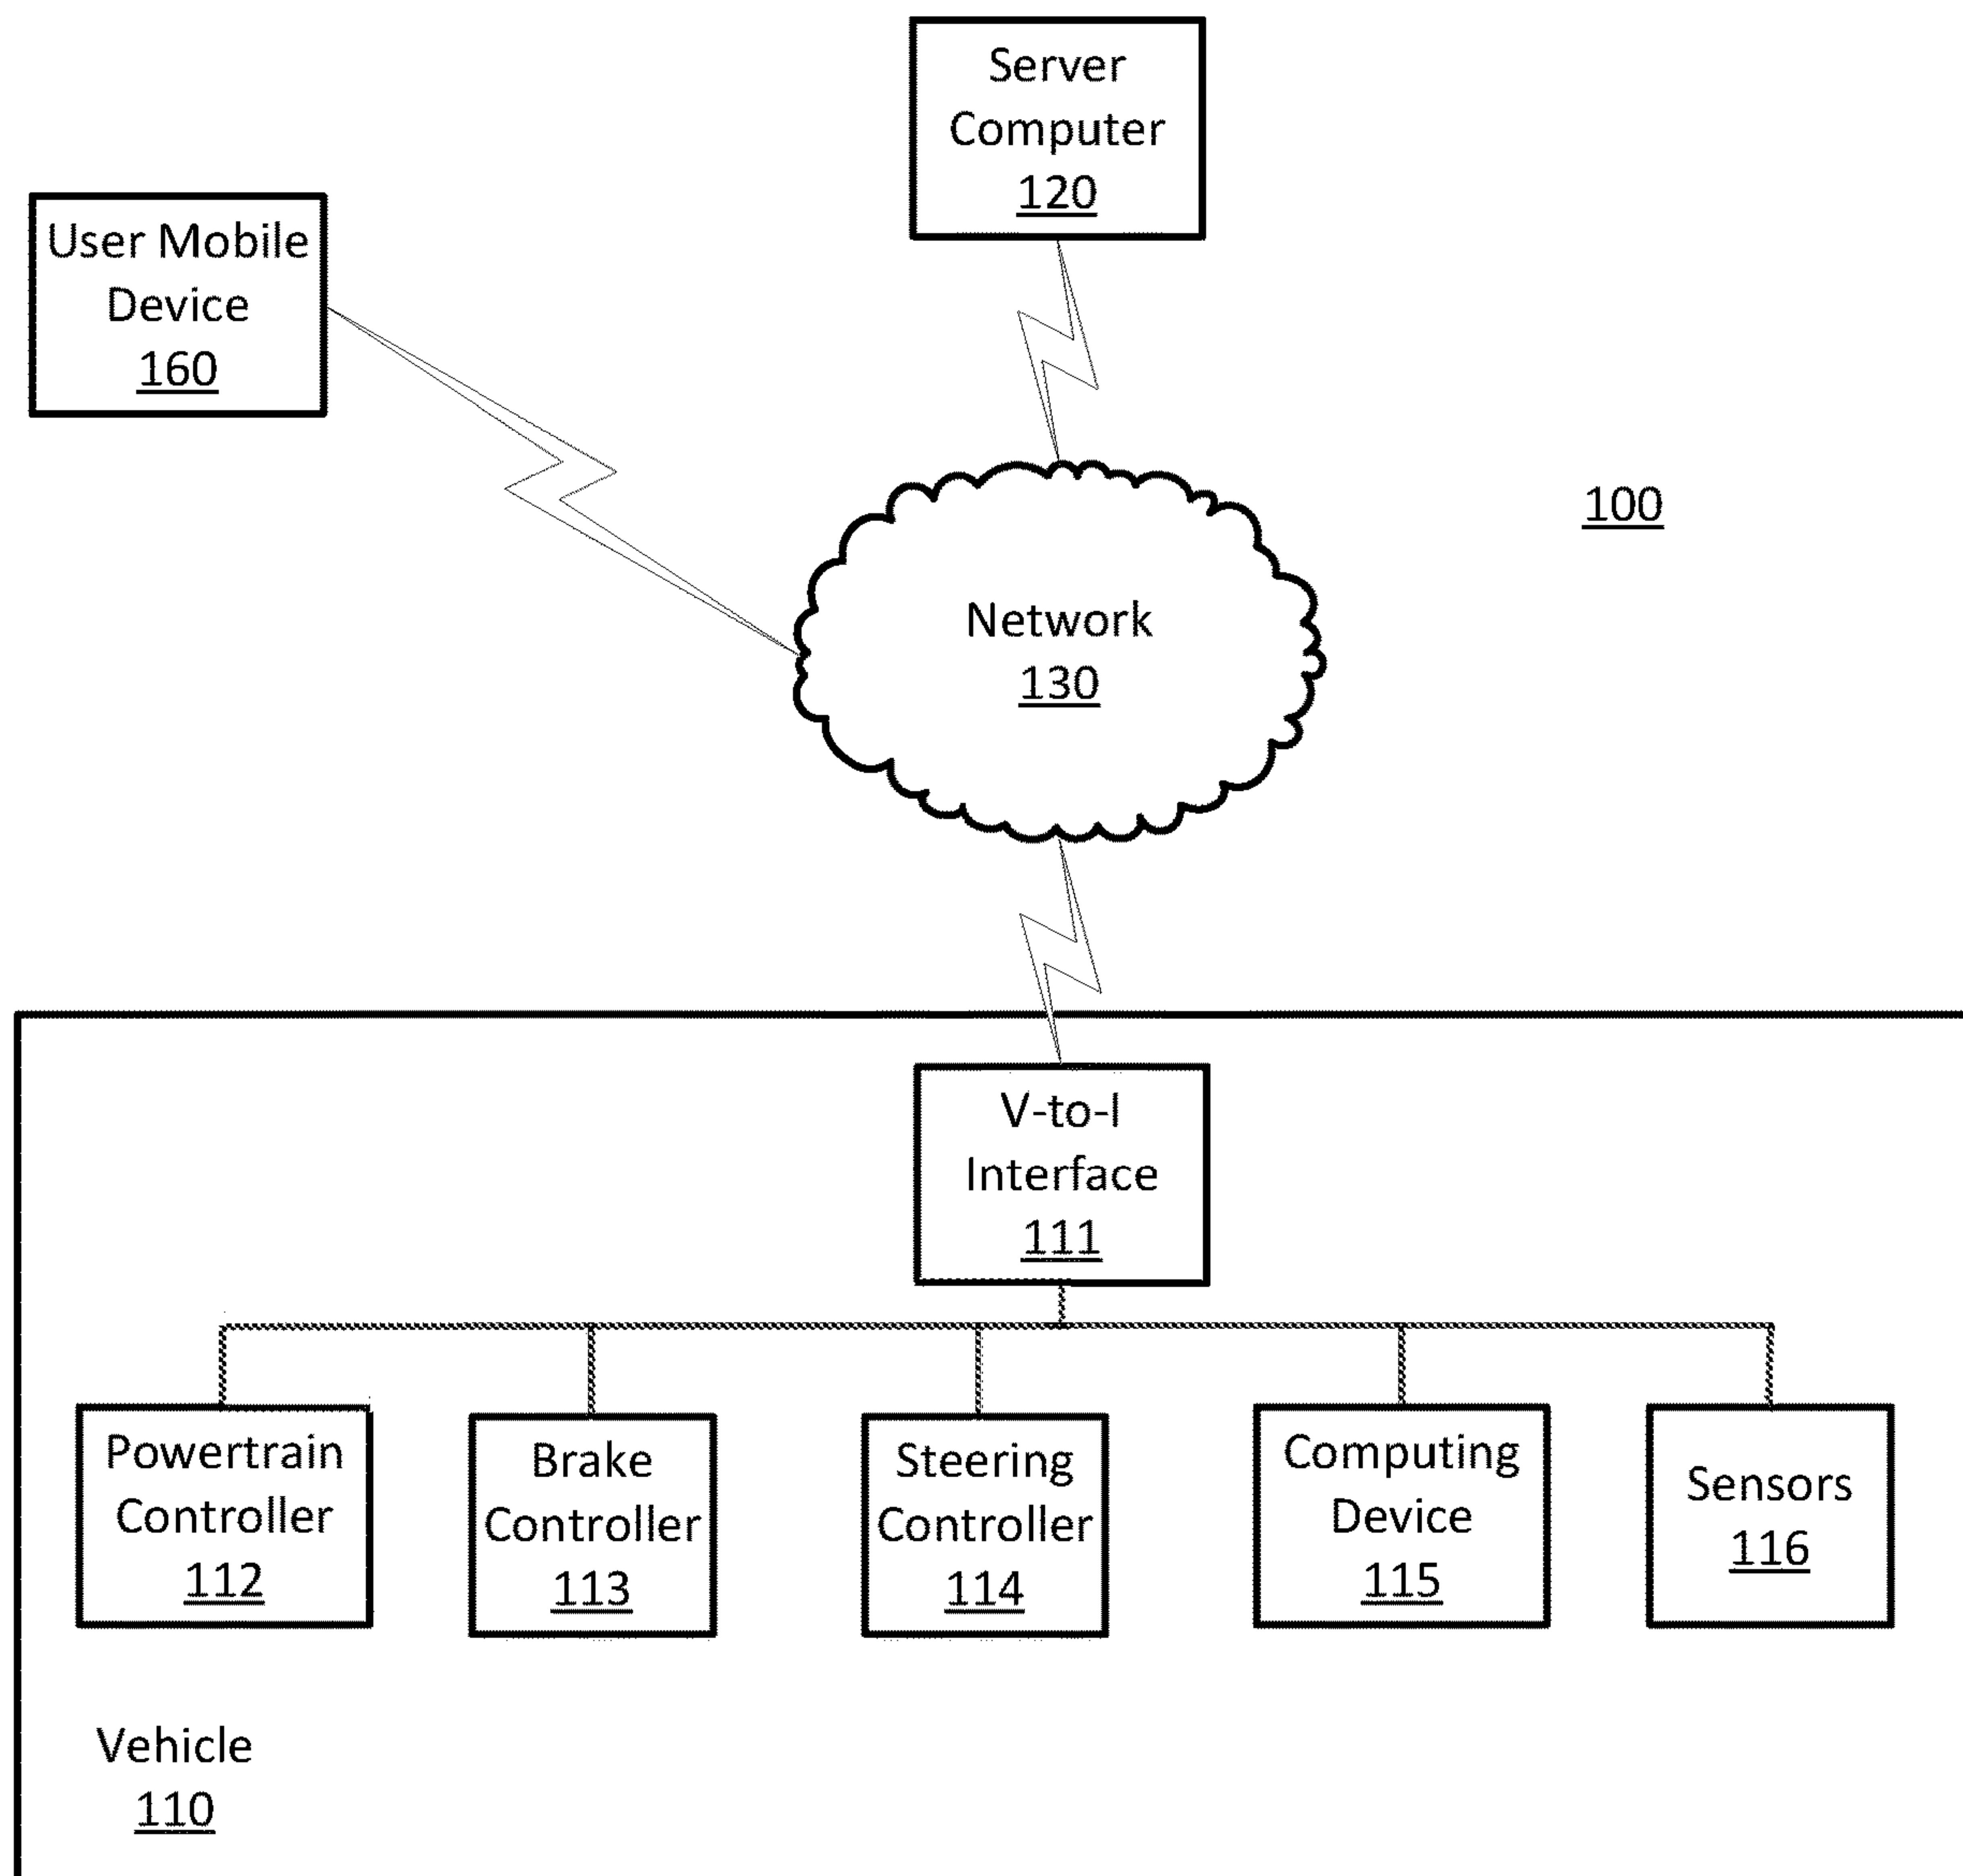 Server
Computer
120
User Mobile
Device
160
100
Network
130
V-to-I
Interface
111
Powertrain
Controller
112
Brake
Controller
113
Steering
Controller
114
Computing
Device
115
Sensors
116
Vehicle
110